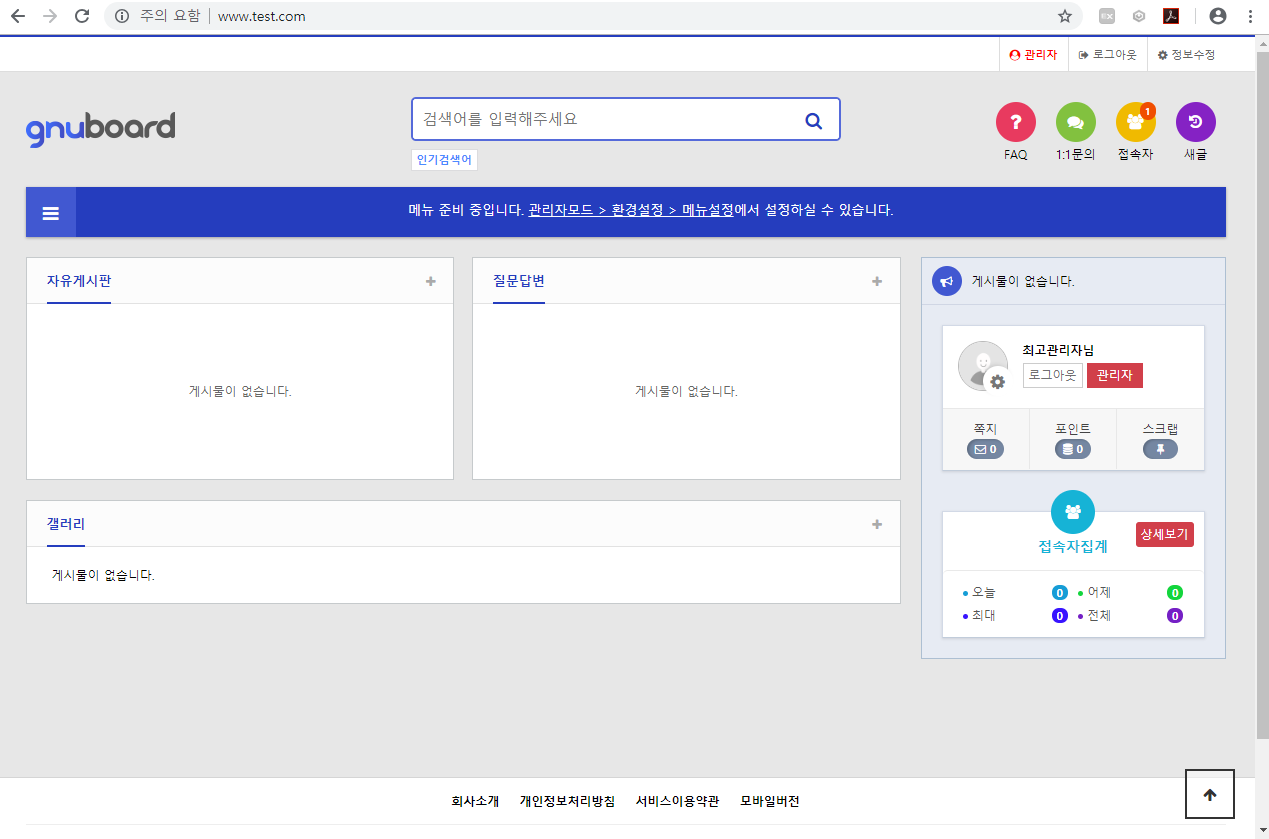 주의 요함 www.test.com
관리자 로그아웃 정보수정
gnuboard
검색어를 입력해주세요
인기검색어
1
FAQ 1:1문의 접속자 새글
메뉴 준비 중입니다. 관리자모드 > 환경설정 > 메뉴설정에서 설정하실 수 있습니다.
자유게시판
게시물이 없습니다.
질문답변
게시물이 없습니다.
갤러리
게시물이 없습니다.
게시물이 없습니다.
최고관리자님
로그아웃 관리자
쪽지 포인트 스크랩
0 0
상세보기
접속자집계
오늘 0 어제 0
최대 0 전체 0
회사소개 개인정보처리방침 서비스이용약관 모바일버전